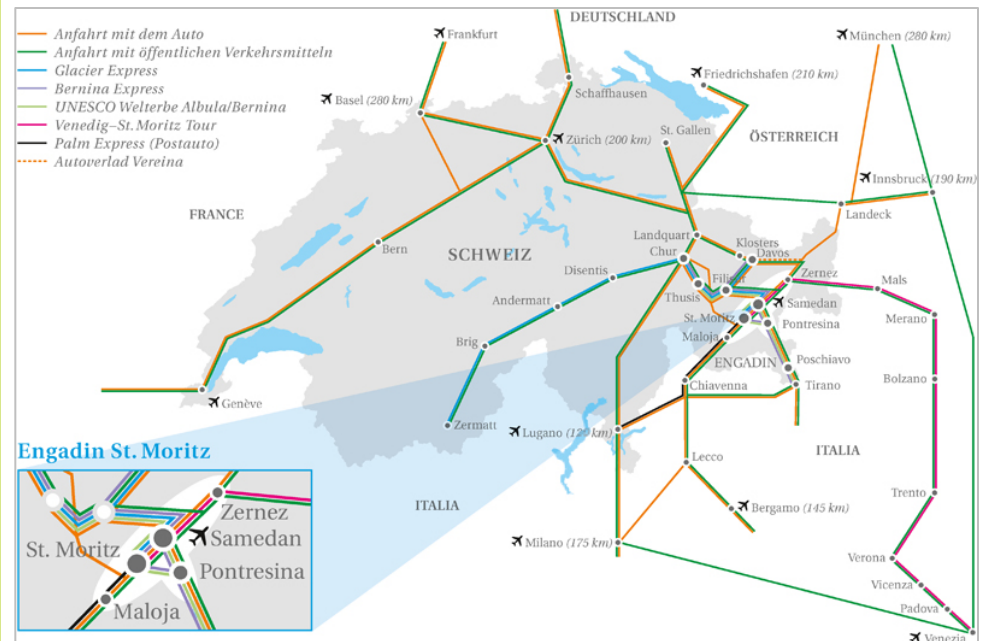 Anfahrt mit dem Auto
Anfahrt mit öffentlichen Verkehrsmitteln
Glacier Express
Bernina Express
UNESCO Welterbe Albula/Bernina
Venedig–St. Moritz Tour
Palm Express (Postauto)
Autoverlad Vereina
DEUTSCHLAND
Frankfurt
München (280 km)
Friedrichshafen (210 km)
Schaffhausen
Basel (280 km)
St. Gallen
Zürich (200 km)
ÖSTERREICH
Innsbruck (190 km)
Landeck
FRANCE
Bern
SCHWEIZ
Landquart
Klosters
Chur
Davos
Disentis
Filisur
Zernez
Mals
Thusis
Samedan
Andermatt
St. Moritz
Pontresina
Merano
Maloja
Brig
ENGADIN
Poschiavo
Bolzano
Chiavenna
Tirano
Genève
Zermatt
Lugano (120 km)
Engadin St. Moritz
ITALIA
Lecco
Trento
ITALIA
Bergamo (145 km)
Zernez
Samedan
St. Moritz
Pontresina
Maloja
Milano (175 km)
Verona
Vicenza
Padova
Venezia